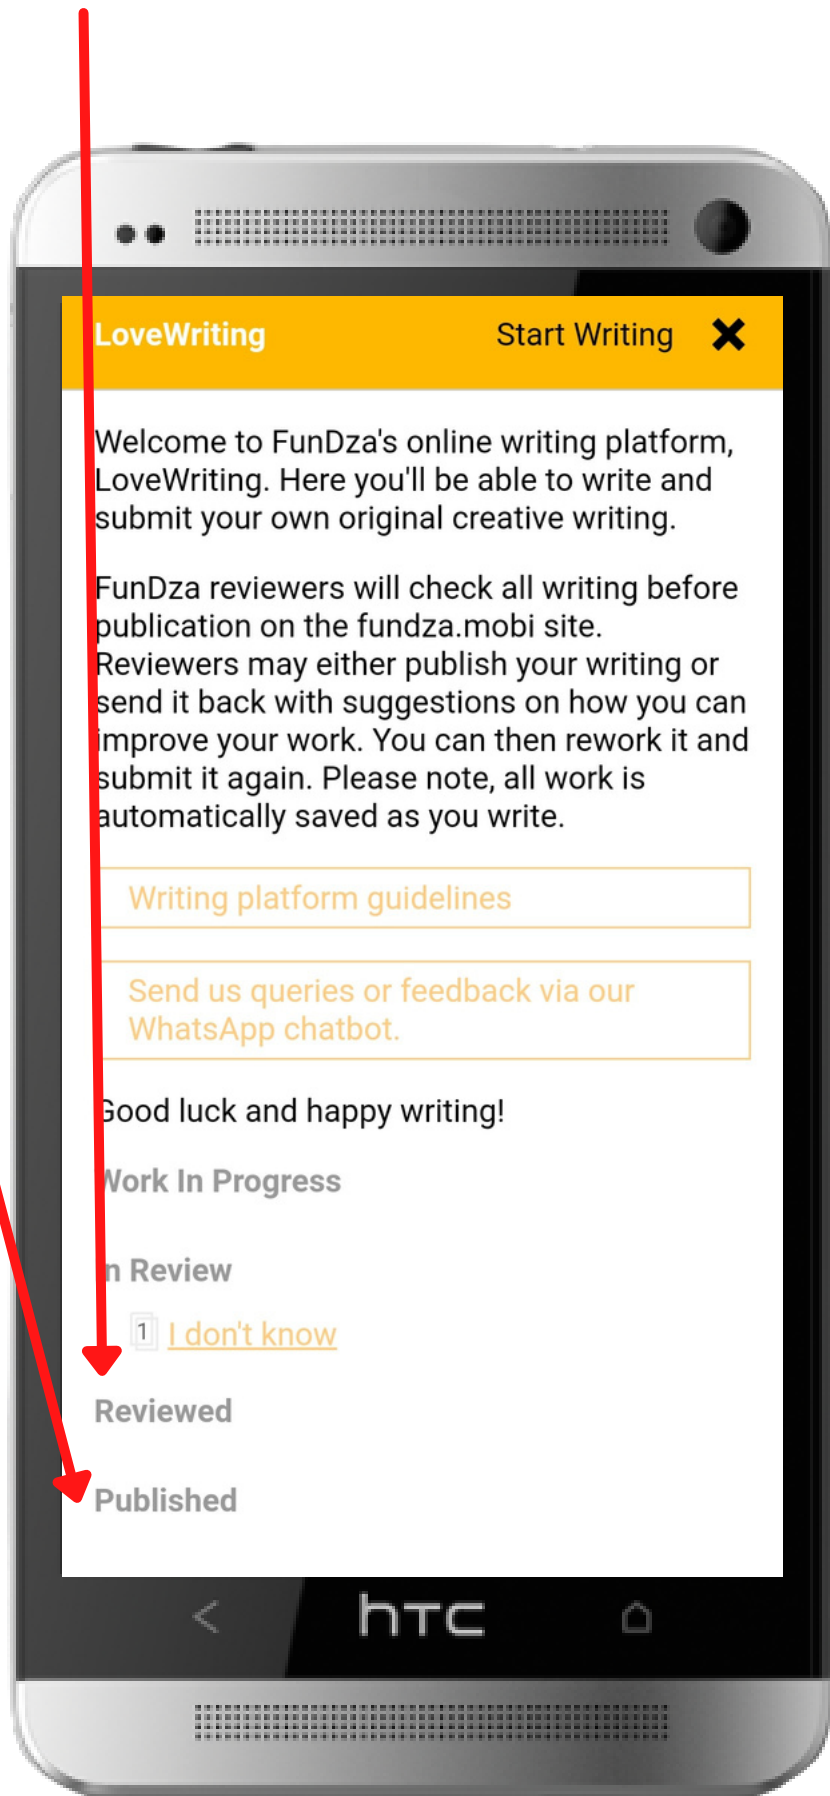 LoveWriting Start Writing
Welcome to FunDza's online writing platform,
LoveWriting. Here you'll be able to write and
submit your own original creative writing.
FunDza reviewers will check all writing before
publication on the fundza.mobi site.
Reviewers may either publish your writing or
send it back with suggestions on how you can
improve your work. You can then rework it and
submit it again. Please note, all work is
automatically saved as you write.
Writing platform guidelines
Send us queries or feedback via our
WhatsApp chatbot.
Good luck and happy writing!
Work In Progress
In Review
1 I don't know
Reviewed
Published
hTC